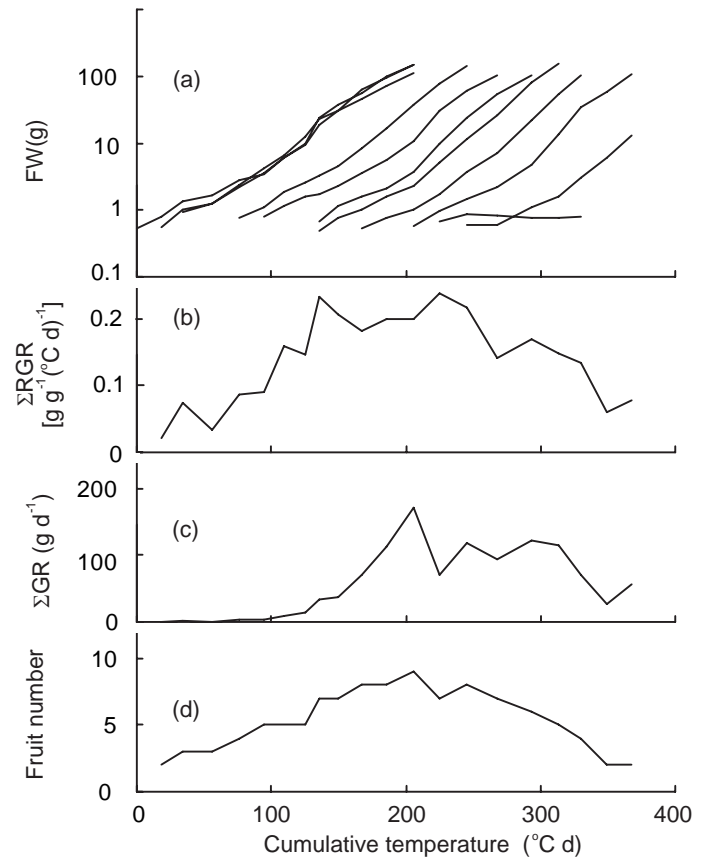 (a)
FW(g)
100
10
1
0.1
(b)
ΣRGR
[g g⁻¹(°C d)⁻¹]
0.2
0.1
0
(c)
ΣGR (g d⁻¹)
200
100
0
(d)
Fruit number
10
5
0
0 100 200 300 400
Cumulative temperature (°C d)